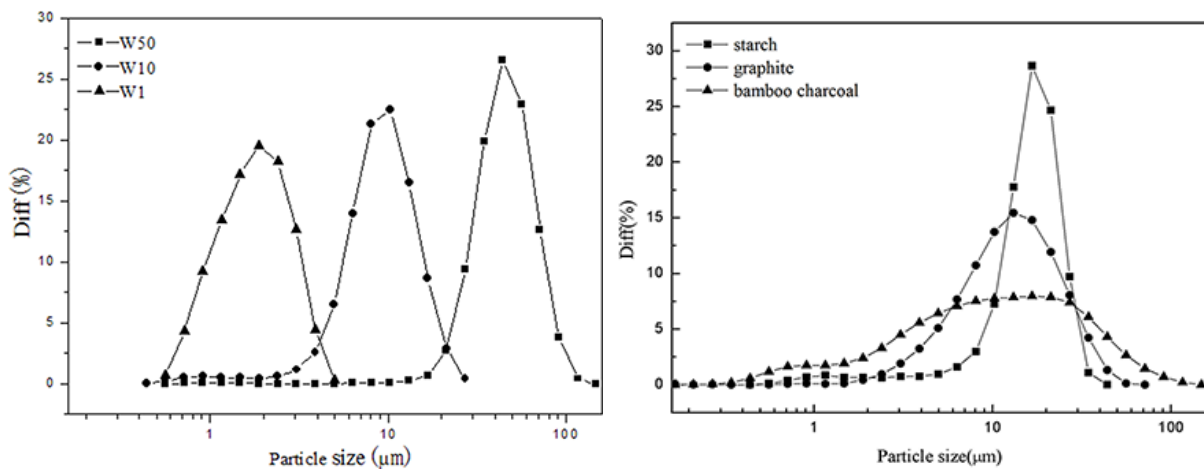 30
25
20
15
10
5
0
Diff (%)
W50
W10
W1
1
10
100
Particle size (μm)
30
25
20
15
10
5
0
Diff(%)
starch
graphite
bamboo charcoal
1
10
100
Particle size(μm)